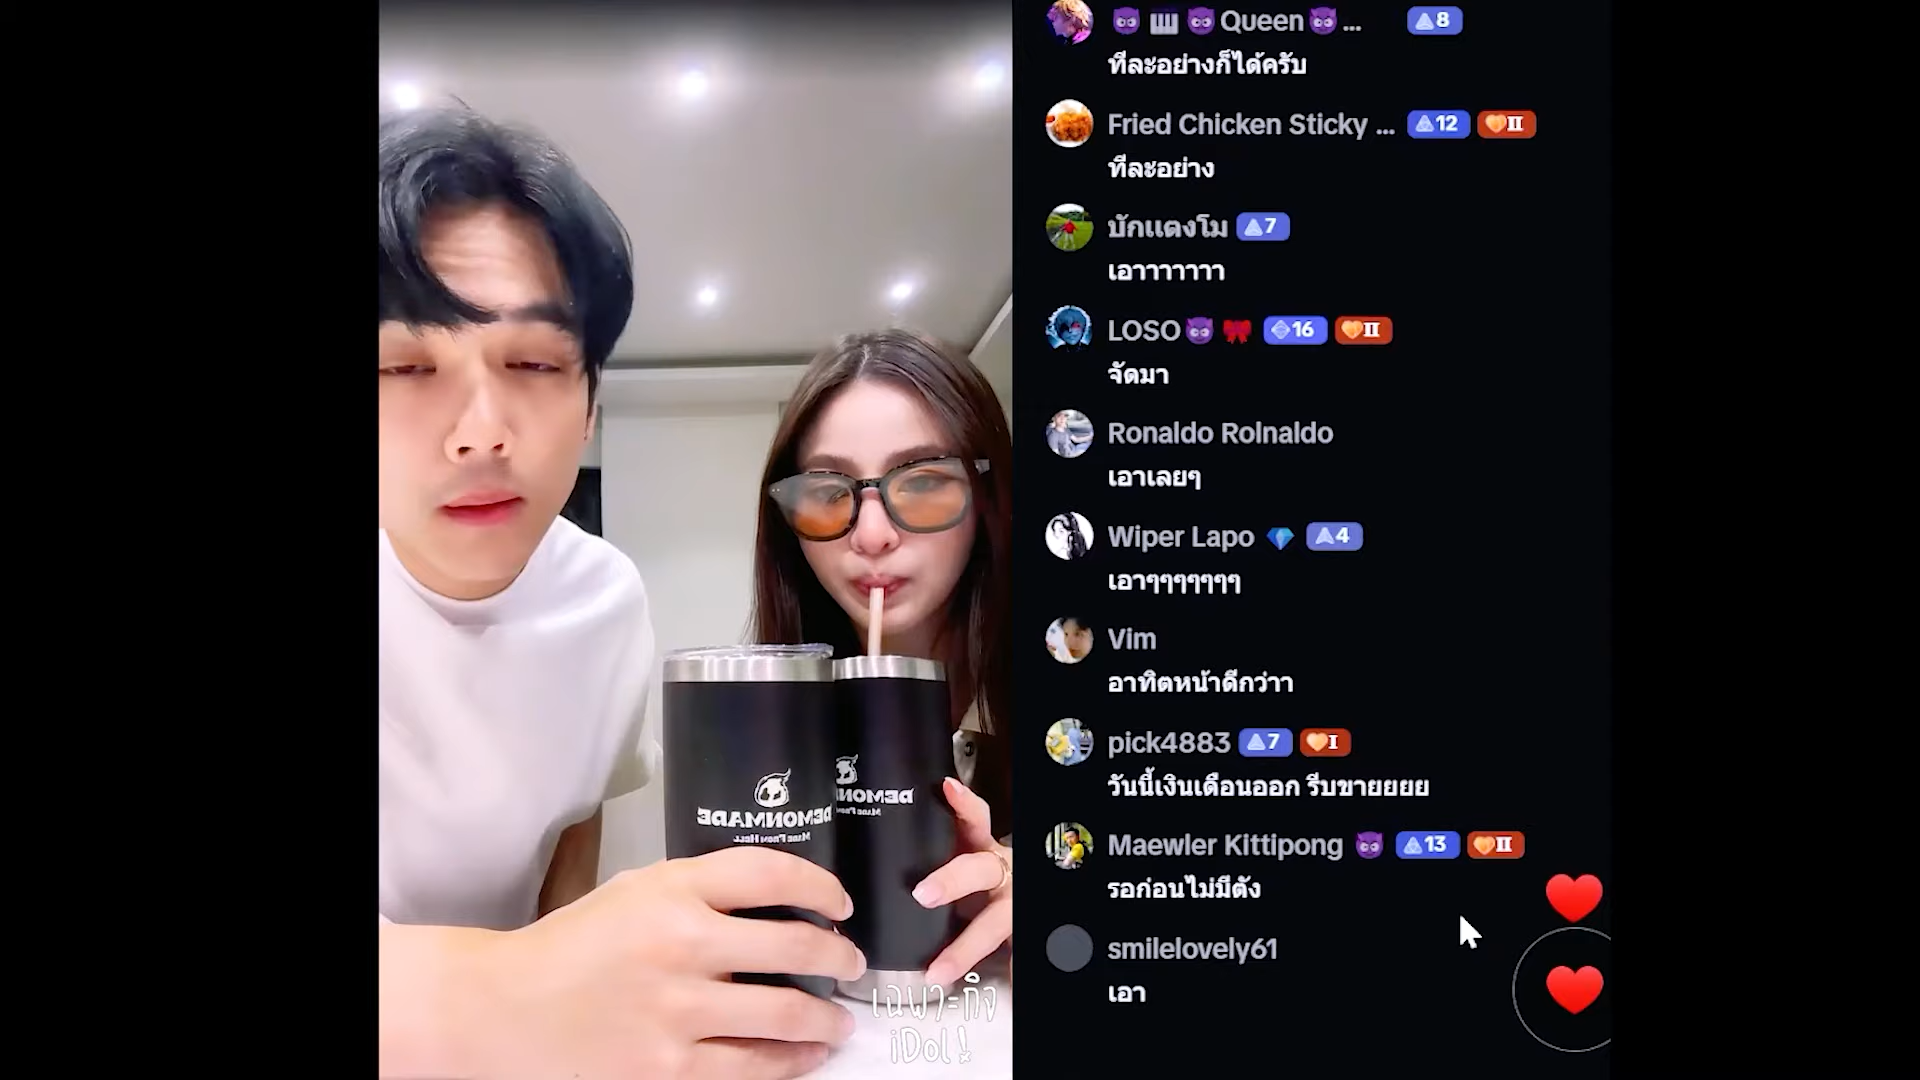 Queen ...
8
ทีละอย่างก็ได้ครับ
Fried Chicken Sticky ...
12
II
ทีละอย่าง
บักแตงโม
7
เอาาาาาาา
LOSO
16
II
จัดมา
Ronaldo Rolnaldo
เอาเลยๆ
Wiper Lapo
4
เอาๆๆๆๆๆๆๆ
Vim
อาทิตหน้าดีกว่าา
pick4883
7
I
วันนี้เงินเดือนออก รีบขายยยย
Maewler Kittipong
13
II
รอก่อนไม่มีตัง
smilelovely61
เอา
DEMONMADE
MADE FROM HELL
DEMONMADE
MADE FROM
เฉพาะกิจ
iDol!